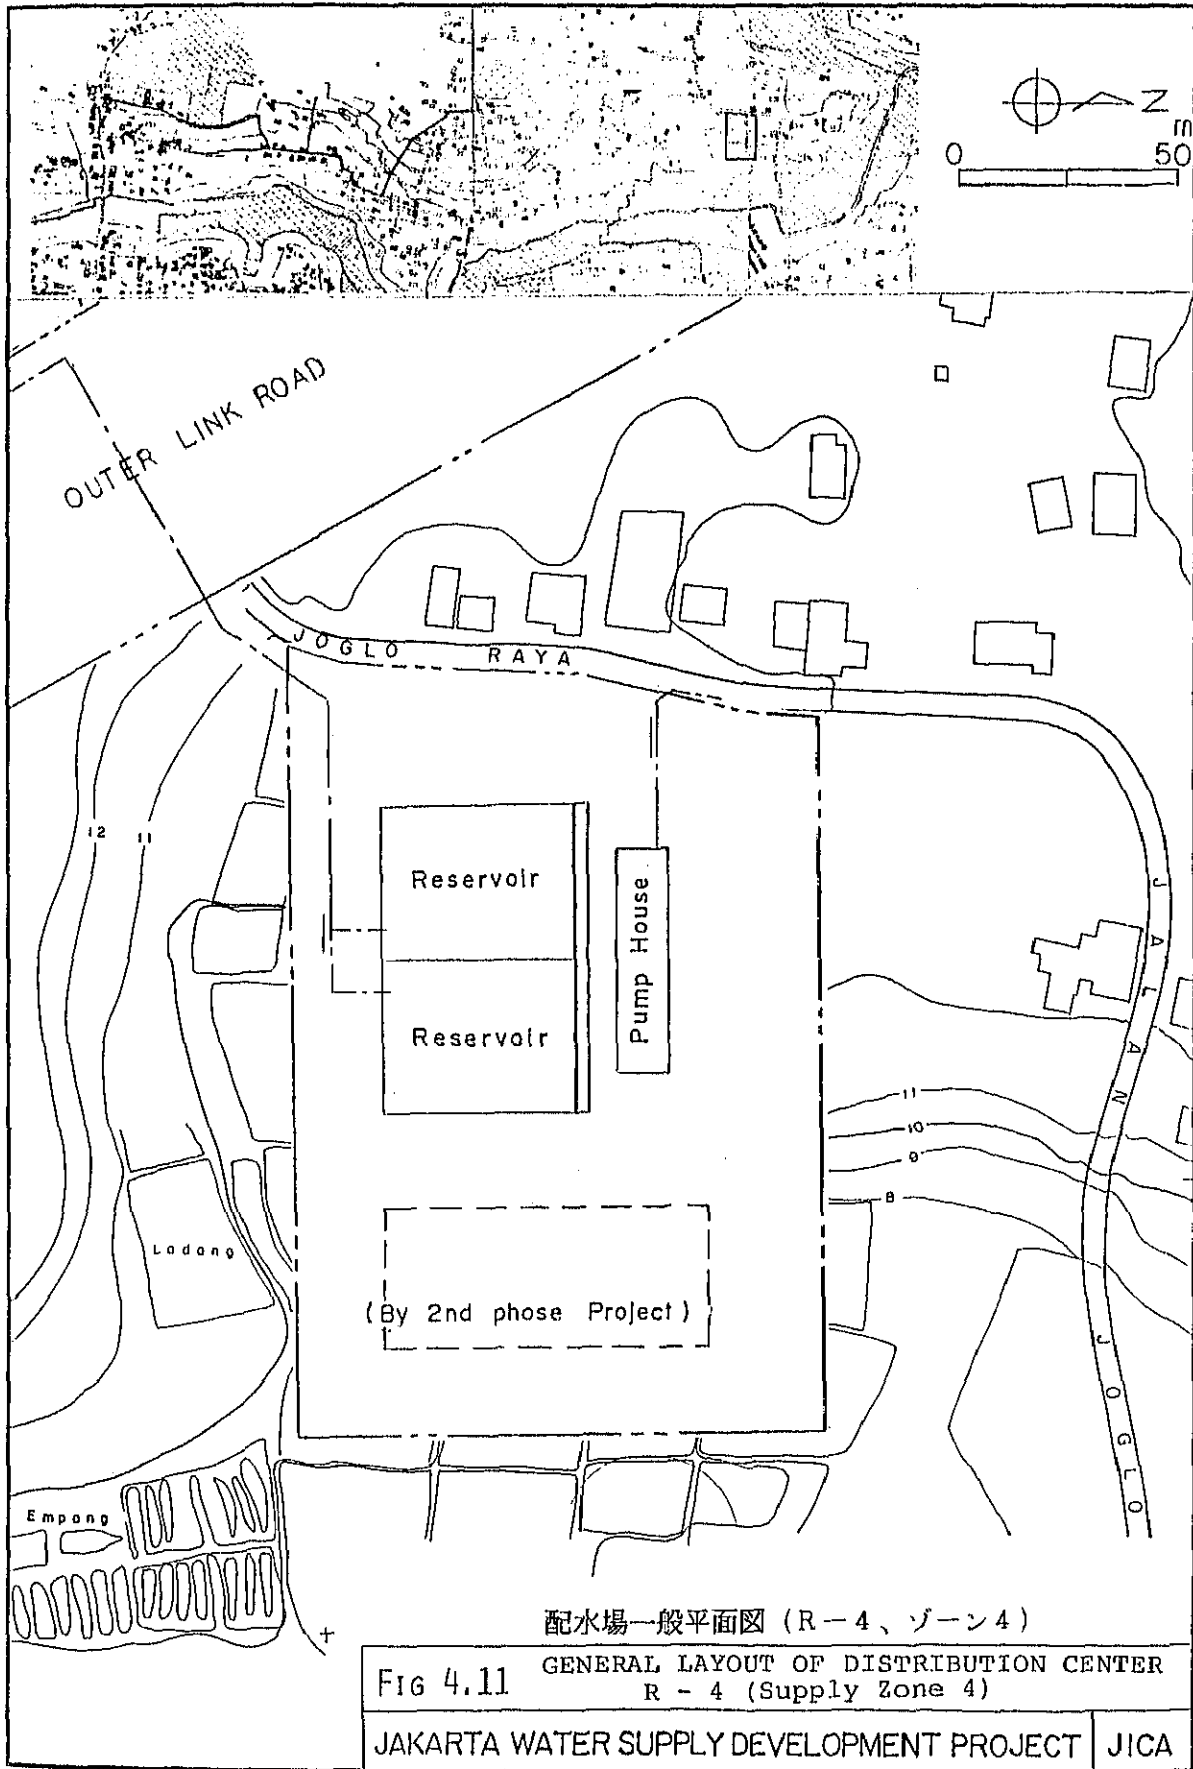 N
m
0 50
OUTER LINK ROAD
JOGLO RAYA
12
11
Reservoir
Reservoir
Pump House
JALAN JOGLO
11
10
9
8
Ladang
(By 2nd phase Project)
Empang
配水場一般平面図 (R-4、ゾーン4)
FIG 4.11
GENERAL LAYOUT OF DISTRIBUTION CENTER
R - 4 (Supply Zone 4)
JAKARTA WATER SUPPLY DEVELOPMENT PROJECT
JICA